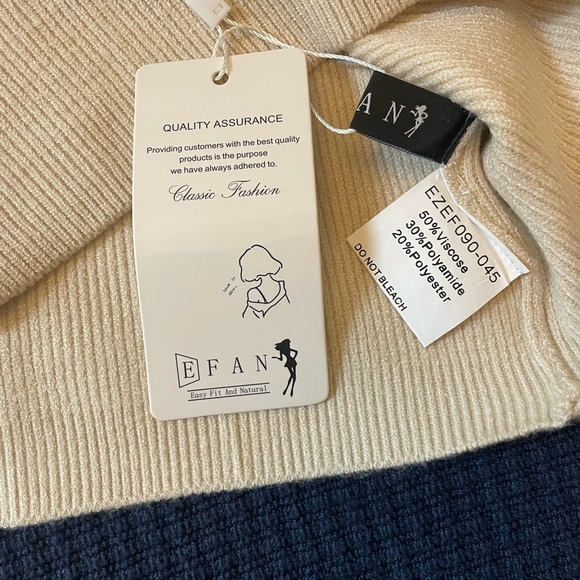 QUALITY ASSURANCE
Providing customers with the best quality
products is the purpose
we have always adhered to.
Classic Fashion
EFAN
Easy Fit And Natural
AN
EZEF090-045
50%Viscose
30%Polyamide
20%Polyester
DO NOT BLEACH